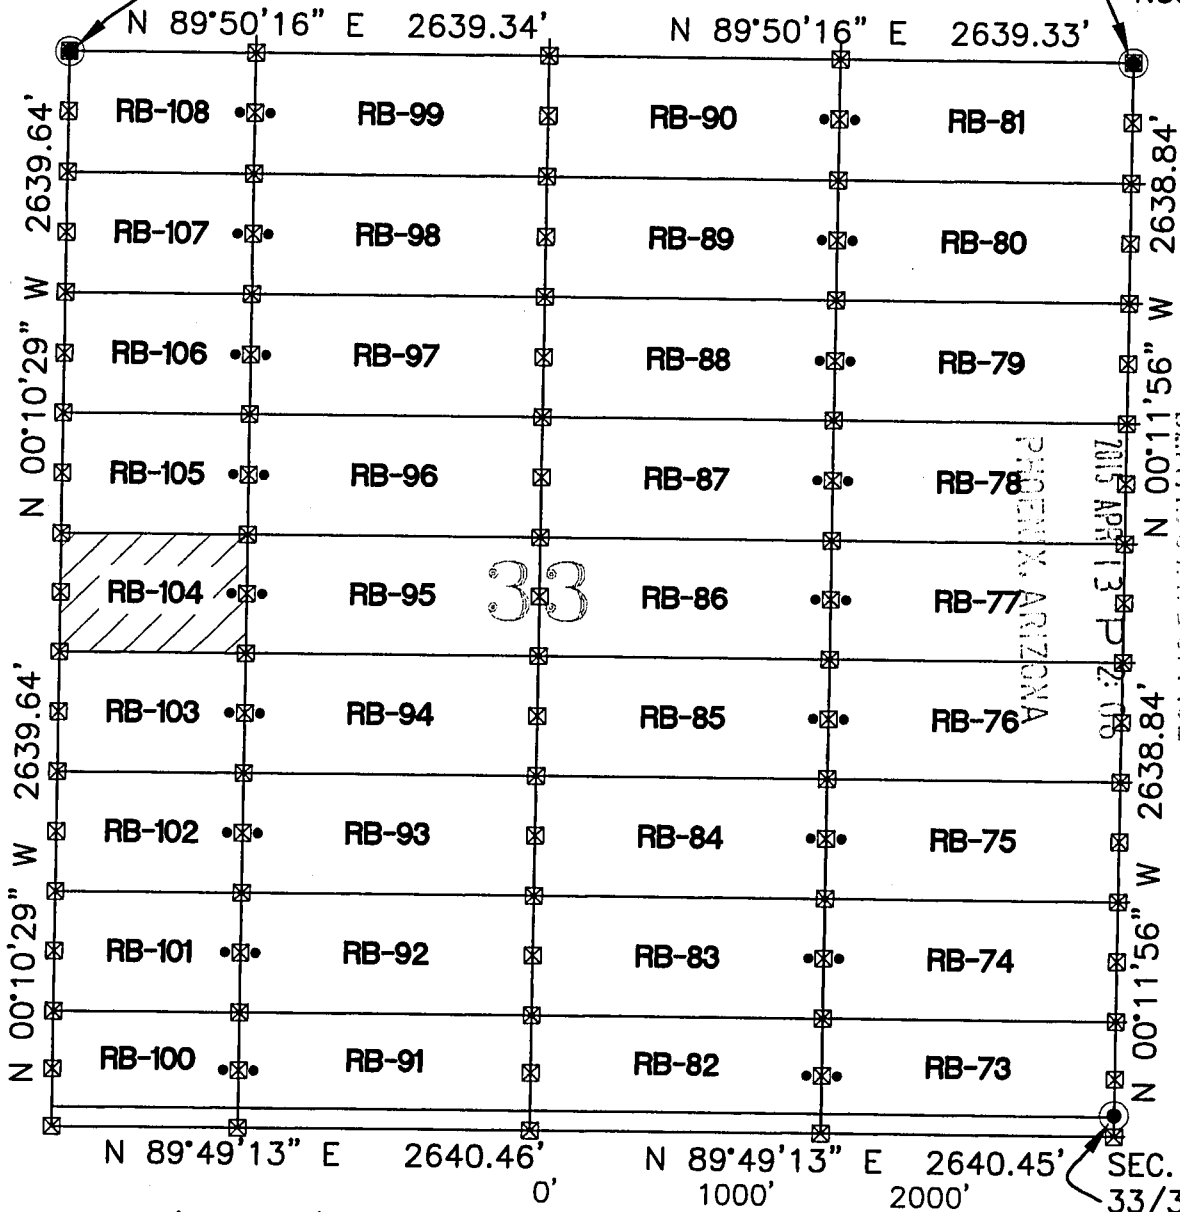 N 89°50'16" E 2639.34' N 89°50'16" E 2639.33'
RB-108 RB-99 RB-90 RB-81
RB-107 RB-98 RB-89 RB-80
RB-106 RB-97 RB-88 RB-79
RB-105 RB-96 RB-87 RB-78
RB-104 RB-95 33 RB-86 RB-77
RB-103 RB-94 RB-85 RB-76
RB-102 RB-93 RB-84 RB-75
RB-101 RB-92 RB-83 RB-74
RB-100 RB-91 RB-82 RB-73
N 00°10'29" W 2639.64'
N 00°10'29" W 2639.64'
N 00°11'56" W 2638.84'
N 00°11'56" W 2638.84'
2015 APR 13 P 2: 06
PHOENIX, ARIZONA
N 89°49'13" E 2640.46' N 89°49'13" E 2640.45' SEC.
0' 1000' 2000'